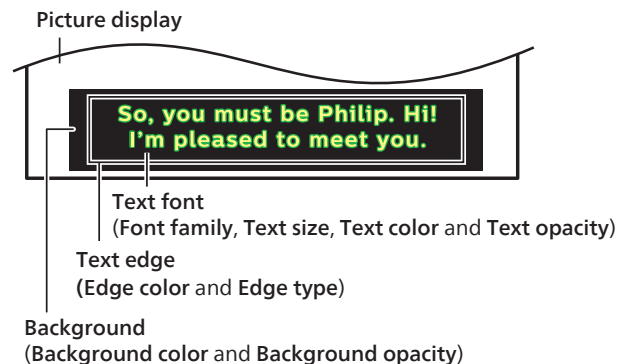 Picture display
So, you must be Philip. Hi!
I’m pleased to meet you.
Text font
(Font family, Text size, Text color and Text opacity)
Text edge
(Edge color and Edge type)
Background
(Background color and Background opacity)